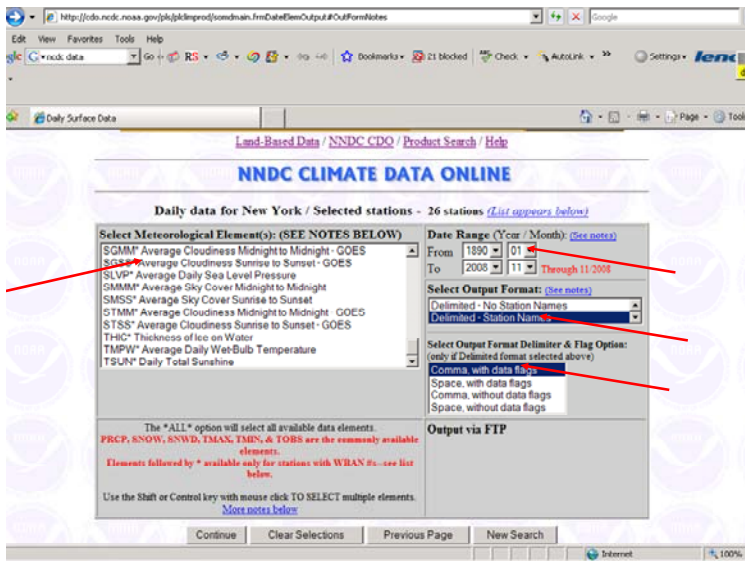 http://cdo.ncdc.noaa.gov/pls/plclimprod/somdmain.frmDateElemOutput#OutFormNotes
Google
Edit View Favorites Tools Help
ncdc data
Go
RS
Bookmarks
21 blocked
Check
AutoLink
Settings
Daily Surface Data
Page
Land-Based Data / NNDC CDO / Product Search / Help
NNDC CLIMATE DATA ONLINE
Daily data for New York / Selected stations - 26 stations (List appears below)
Select Meteorological Element(s): (SEE NOTES BELOW)
SGMM* Average Cloudiness Midnight to Midnight - GOES
SGSS* Average Cloudiness Sunrise to Sunset - GOES
SLVP* Average Daily Sea Level Pressure
SMMM* Average Sky Cover Midnight to Midnight
SMSS* Average Sky Cover Sunrise to Sunset
STMM* Average Cloudiness Midnight to Midnight - GOES
STSS* Average Cloudiness Sunrise to Sunset - GOES
THIC* Thickness of Ice on Water
TMPW* Average Daily Wet-Bulb Temperature
TSUN* Daily Total Sunshine
Date Range (Year / Month): (See notes)
From 1890 01
To 2008 11 Through 11/2008
Select Output Format: (See notes)
Delimited - No Station Names
Delimited - Station Names
Select Output Format Delimiter & Flag Option:
(only if Delimited format selected above)
Comma, with data flags
Space, with data flags
Comma, without data flags
Space, without data flags
The *ALL* option will select all available data elements.
PRCP, SNOW, SNWD, TMAX, TMIN, & TOBS are the commonly available
elements.
Elements followed by * available only for stations with WBAN #s--see list
below.
Use the Shift or Control key with mouse click TO SELECT multiple elements.
More notes below
Output via FTP
Continue
Clear Selections
Previous Page
New Search
Internet
100%